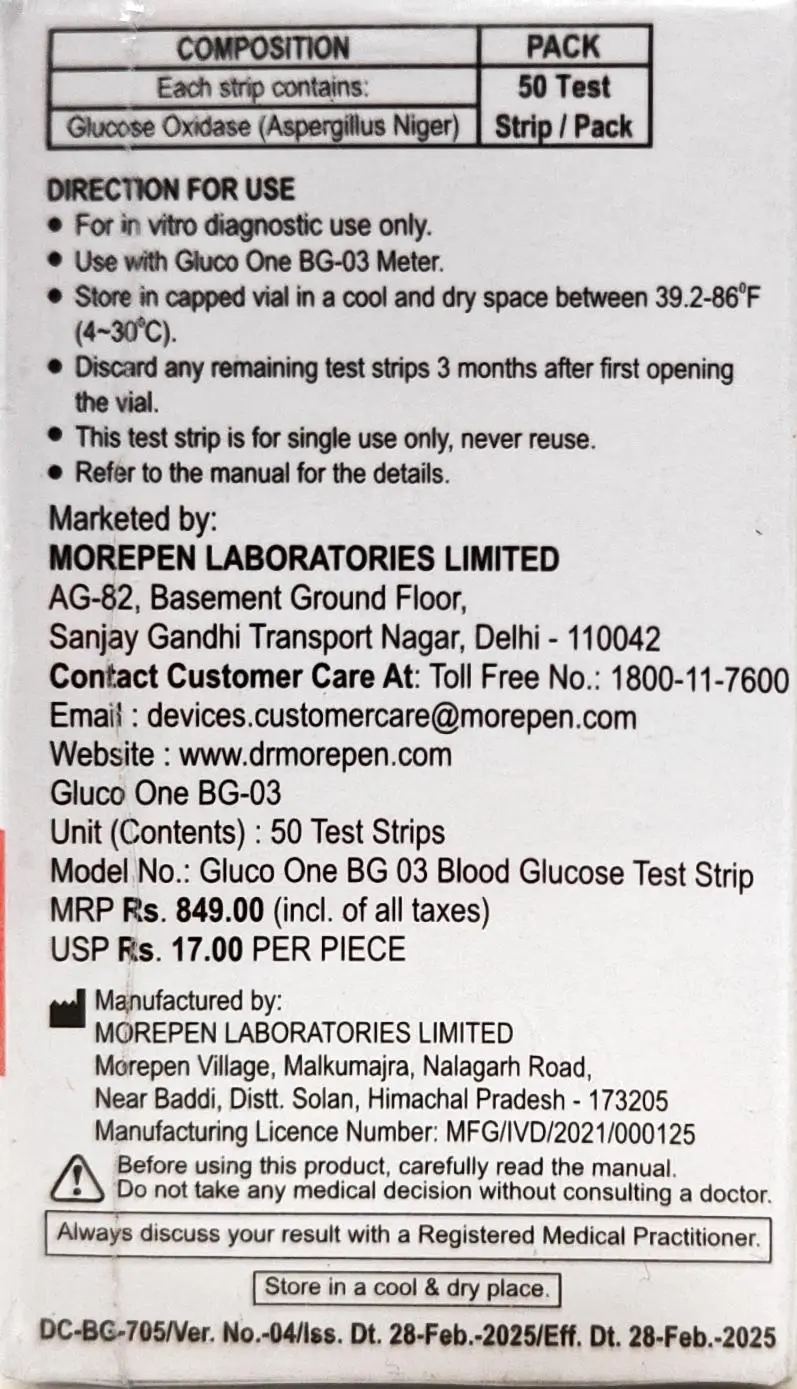 COMPOSITION PACK
Each strip contains: 50 Test
Glucose Oxidase (Aspergillus Niger) Strip / Pack
DIRECTION FOR USE
● For in vitro diagnostic use only.
● Use with Gluco One BG-03 Meter.
● Store in capped vial in a cool and dry space between 39.2-86⁰F
(4~30°C).
● Discard any remaining test strips 3 months after first opening
the vial.
● This test strip is for single use only, never reuse.
● Refer to the manual for the details.
Marketed by:
MOREPEN LABORATORIES LIMITED
AG-82, Basement Ground Floor,
Sanjay Gandhi Transport Nagar, Delhi - 110042
Contact Customer Care At: Toll Free No.: 1800-11-7600
Email : devices.customercare@morepen.com
Website : www.drmorepen.com
Gluco One BG-03
Unit (Contents) : 50 Test Strips
Model No.: Gluco One BG 03 Blood Glucose Test Strip
MRP Rs. 849.00 (incl. of all taxes)
USP Rs. 17.00 PER PIECE
Manufactured by:
MOREPEN LABORATORIES LIMITED
Morepen Village, Malkumajra, Nalagarh Road,
Near Baddi, Distt. Solan, Himachal Pradesh - 173205
Manufacturing Licence Number: MFG/IVD/2021/000125
Before using this product, carefully read the manual.
Do not take any medical decision without consulting a doctor.
Always discuss your result with a Registered Medical Practitioner.
Store in a cool & dry place.
DC-BG-705/Ver. No.-04/Iss. Dt. 28-Feb.-2025/Eff. Dt. 28-Feb.-2025